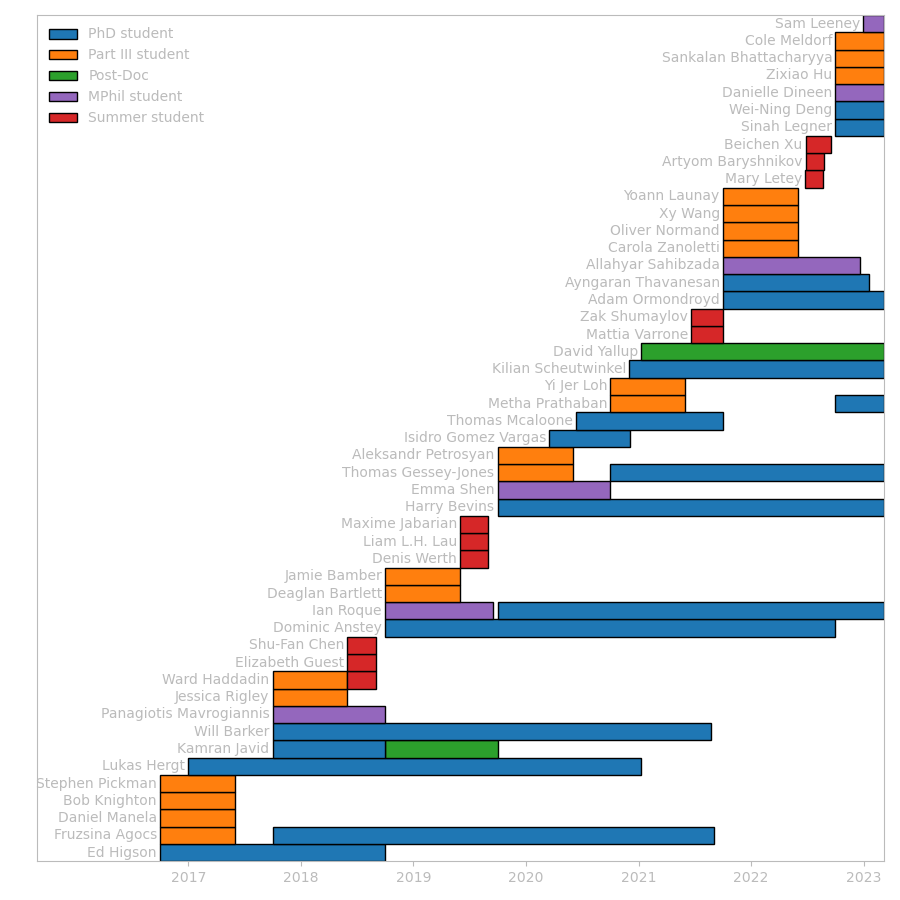 PhD student
Part III student
Post-Doc
MPhil student
Summer student
Sam Leeney
Cole Meldorf
Sankalan Bhattacharyya
Zixiao Hu
Danielle Dineen
Wei-Ning Deng
Sinah Legner
Beichen Xu
Artyom Baryshnikov
Mary Letey
Yoann Launay
Xy Wang
Oliver Normand
Carola Zanoletti
Allahyar Sahibzada
Ayngaran Thavanesan
Adam Ormondroyd
Zak Shumaylov
Mattia Varrone
David Yallup
Kilian Scheutwinkel
Yi Jer Loh
Metha Prathaban
Thomas Mcaloone
Isidro Gomez Vargas
Aleksandr Petrosyan
Thomas Gessey-Jones
Emma Shen
Harry Bevins
Maxime Jabarian
Liam L.H. Lau
Denis Werth
Jamie Bamber
Deaglan Bartlett
Ian Roque
Dominic Anstey
Shu-Fan Chen
Elizabeth Guest
Ward Haddadin
Jessica Rigley
Panagiotis Mavrogiannis
Will Barker
Kamran Javid
Lukas Hergt
Stephen Pickman
Bob Knighton
Daniel Manela
Fruzsina Agocs
Ed Higson
2017 2018 2019 2020 2021 2022 2023